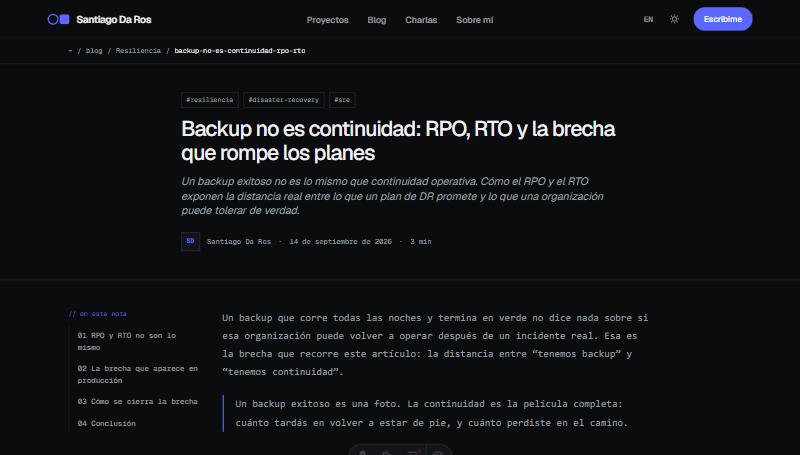 Santiago Da Ros
Proyectos Blog Charlas Sobre mí
EN
Escribime
~ / blog / Resiliencia / backup-no-es-continuidad-rpo-rto
#resiliencia #disaster-recovery #sre
Backup no es continuidad: RPO, RTO y la brecha
que rompe los planes
Un backup exitoso no es lo mismo que continuidad operativa. Cómo el RPO y el RTO
exponen la distancia real entre lo que un plan de DR promete y lo que una organización
puede tolerar de verdad.
SD Santiago Da Ros · 14 de septiembre de 2026 · 3 min
// en esta nota
01 RPO y RTO no son lo
mismo
02 La brecha que aparece en
producción
03 Cómo se cierra la brecha
04 Conclusión
Un backup que corre todas las noches y termina en verde no dice nada sobre si
esa organización puede volver a operar después de un incidente real. Esa es
la brecha que recorre este artículo: la distancia entre “tenemos backup” y
“tenemos continuidad”.
Un backup exitoso es una foto. La continuidad es la película completa:
cuánto tardás en volver a estar de pie, y cuánto perdiste en el camino.